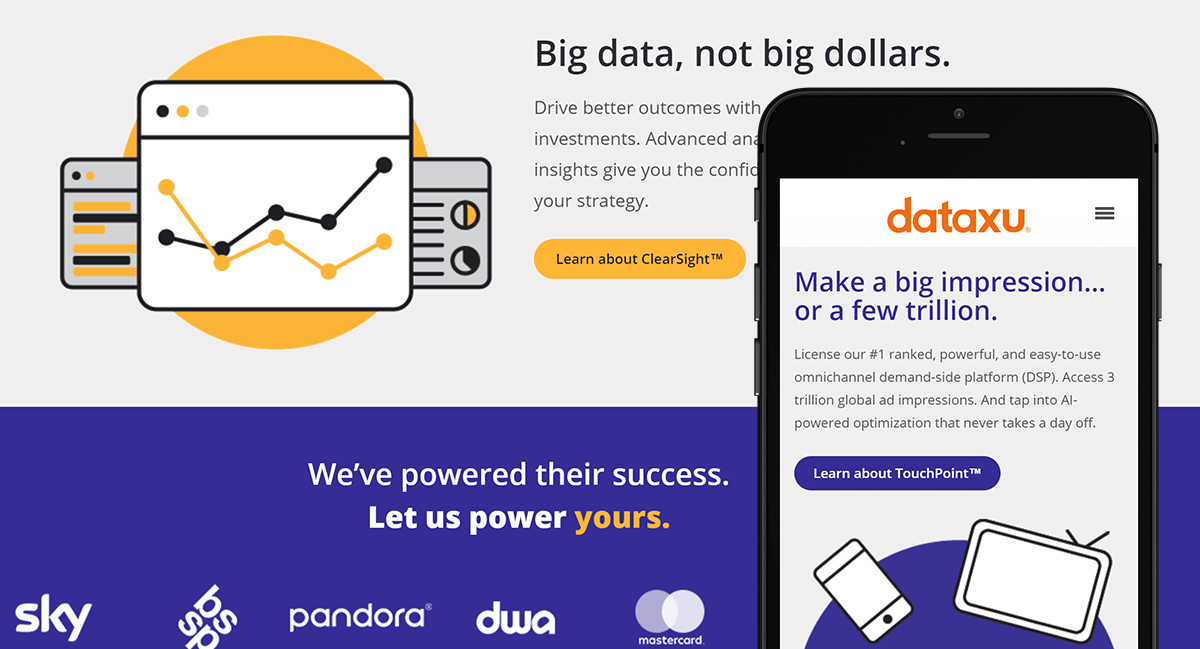 Big data, not big dollars.
Drive better outcomes with
investments. Advanced
insights give you the
your strategy.
Learn about ClearSight™
We've powered their success.
Let us power yours.
sky
bssp
pandora®
dwa
mastercard.
dataxu®
Make a big impression...
or a few trillion.
License our #1 ranked, powerful, and easy-to-use
omnichannel demand-side platform (DSP). Access 3
trillion global ad impressions. And tap into AI-
powered optimization that never takes a day off.
Learn about TouchPoint™